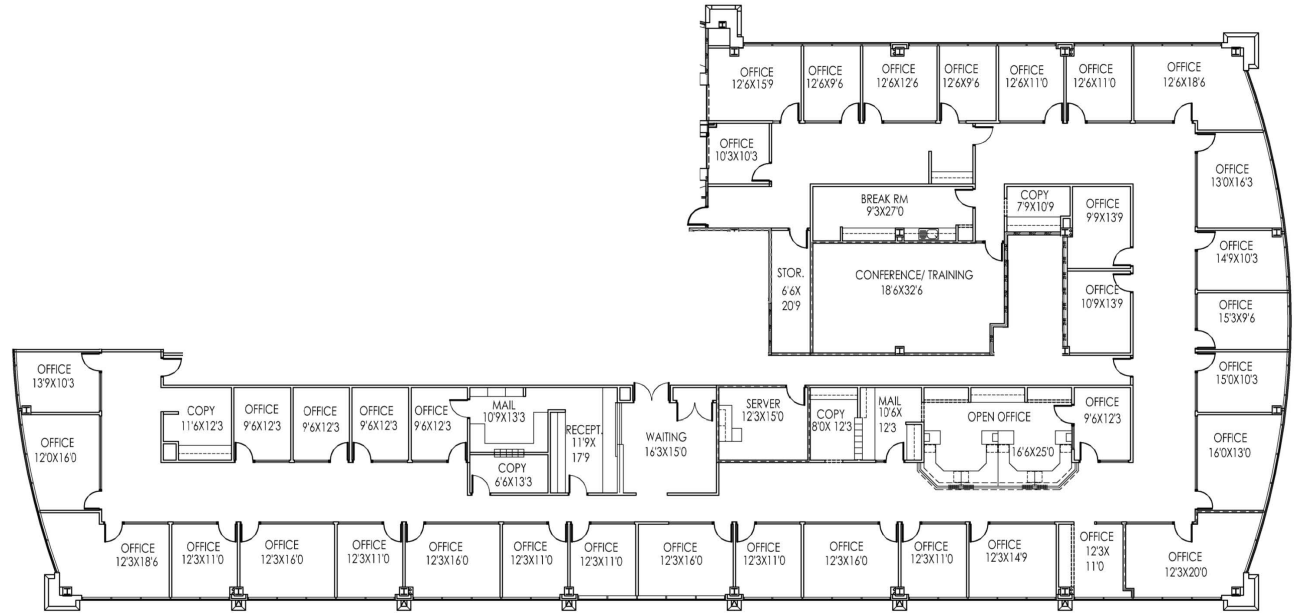 OFFICE
12'6X15'9
OFFICE
12'6X9'6
OFFICE
12'6X12'6
OFFICE
12'6X9'6
OFFICE
12'6X11'0
OFFICE
12'6X11'0
OFFICE
12'6X18'6
OFFICE
10'3X10'3
OFFICE
13'0X16'3
BREAK RM
9'3X27'0
COPY
7'9X10'9
OFFICE
9'9X13'9
OFFICE
14'9X10'3
STOR.
6'6X
20'9
CONFERENCE/ TRAINING
18'6X32'6
OFFICE
10'9X13'9
OFFICE
15'3X9'6
OFFICE
15'0X10'3
OFFICE
13'9X10'3
COPY
11'6X12'3
OFFICE
9'6X12'3
OFFICE
9'6X12'3
OFFICE
9'6X12'3
OFFICE
9'6X12'3
MAIL
10'9X13'3
RECEPT.
11'9X
17'9
WAITING
16'3X15'0
SERVER
12'3X15'0
COPY
8'0X 12'3
MAIL
10'6X
12'3
OPEN OFFICE
16'6X25'0
OFFICE
9'6X12'3
OFFICE
16'0X13'0
OFFICE
12'0X16'0
COPY
6'6X13'3
OFFICE
12'3X18'6
OFFICE
12'3X11'0
OFFICE
12'3X16'0
OFFICE
12'3X11'0
OFFICE
12'3X16'0
OFFICE
12'3X11'0
OFFICE
12'3X11'0
OFFICE
12'3X16'0
OFFICE
12'3X11'0
OFFICE
12'3X16'0
OFFICE
12'3X11'0
OFFICE
12'3X14'9
OFFICE
12'3X
11'0
OFFICE
12'3X20'0